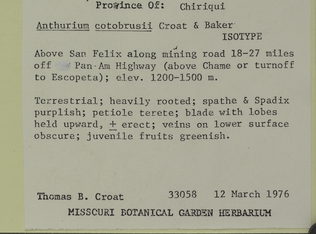 Province Of: Chiriqui
Anthurium cotobrusii Croat & Baker
ISOTYPE
Above San Felix along mining road 18-27 miles
off Pan-Am Highway (above Chame or turnoff
to Escopeta); elev. 1200-1500 m.
Terrestrial; heavily rooted; spathe & Spadix
purplish; petiole terete; blade with lobes
held upward, ± erect; veins on lower surface
obscure; juvenile fruits greenish.
Thomas B. Croat 33058 12 March 1976
MISSOURI BOTANICAL GARDEN HERBARIUM